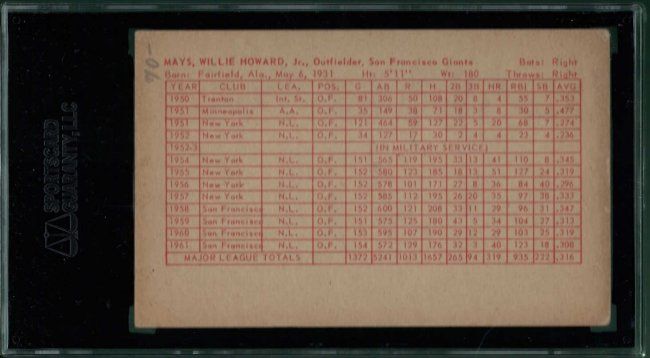 MAYS, WILLIE HOWARD, Jr., Outfielder, San Francisco Giants Bats: Right
Born: Fairfield, Ala., May 6, 1931 Ht: 5'11" Wt: 180 Throws: Right
YEAR CLUB LEA. POS. G AB R H 2B 3B HR RBI SB AVG
1950 Trenton Int. St. O.F. 81 306 50 108 20 8 4 55 7 .353
1951 Minneapolis A.A. O.F. 35 149 38 71 18 3 8 30 5 .477
1951 New York N.L. O.F. 121 464 59 127 22 5 20 68 7 .274
1952 New York N.L. O.F. 34 127 17 30 2 4 4 23 4 .236
1952-3 (IN MILITARY SERVICE)
1954 New York N.L. O.F. 151 565 119 195 33 13 41 110 8 .345
1955 New York N.L. O.F. 152 580 123 185 18 13 51 127 24 .319
1956 New York N.L. O.F. 152 578 101 171 27 8 36 84 40 .296
1957 New York N.L. O.F. 152 585 112 195 26 20 35 97 38 .333
1958 San Francisco N.L. O.F. 152 600 121 208 33 11 29 96 31 .347
1959 San Francisco N.L. O.F. 151 575 125 180 43 5 34 104 27 .313
1960 San Francisco N.L. O.F. 153 595 107 190 29 12 29 103 25 .319
1961 San Francisco N.L. O.F. 154 572 129 176 32 3 40 123 18 .308
MAJOR LEAGUE TOTALS 1372 5241 1013 1657 265 94 319 935 222 .316
70-
SPORTSCARD
GUARANTY, LLC